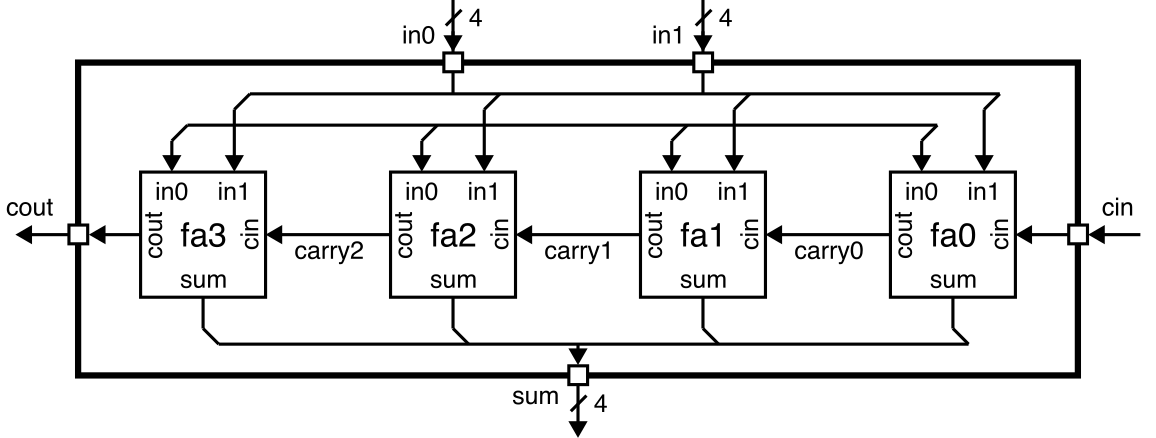 4 4
in0 in1
in0 in1 in0 in1 in0 in1 in0 in1
cout cout fa3 cin cout fa2 cin cout fa1 cin cout fa0 cin cin
carry2 carry1 carry0
sum sum sum sum
sum 4